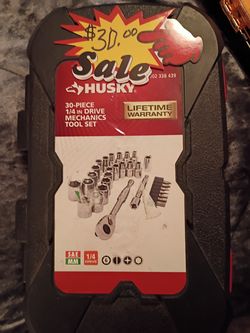 $30.00
Sale
HUSKY
30-PIECE
1/4 in DRIVE
MECHANICS
TOOL SET
LIFETIME
WARRANTY
SAE
MM
1/4
DRIVE